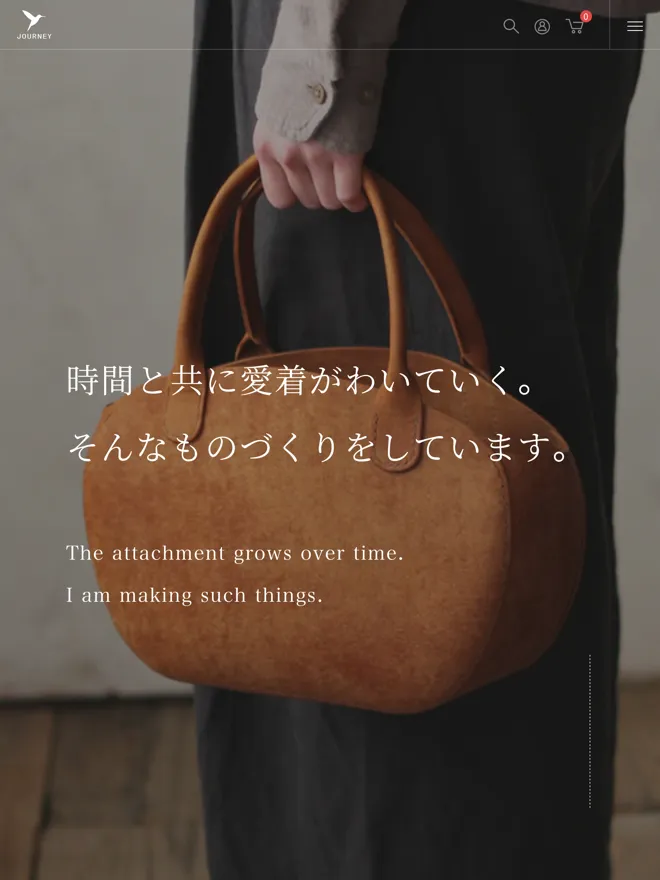 JOURNEY
0
時間と共に愛着がわいていく。
そんなものづくりをしています。
The attachment grows over time.
I am making such things.